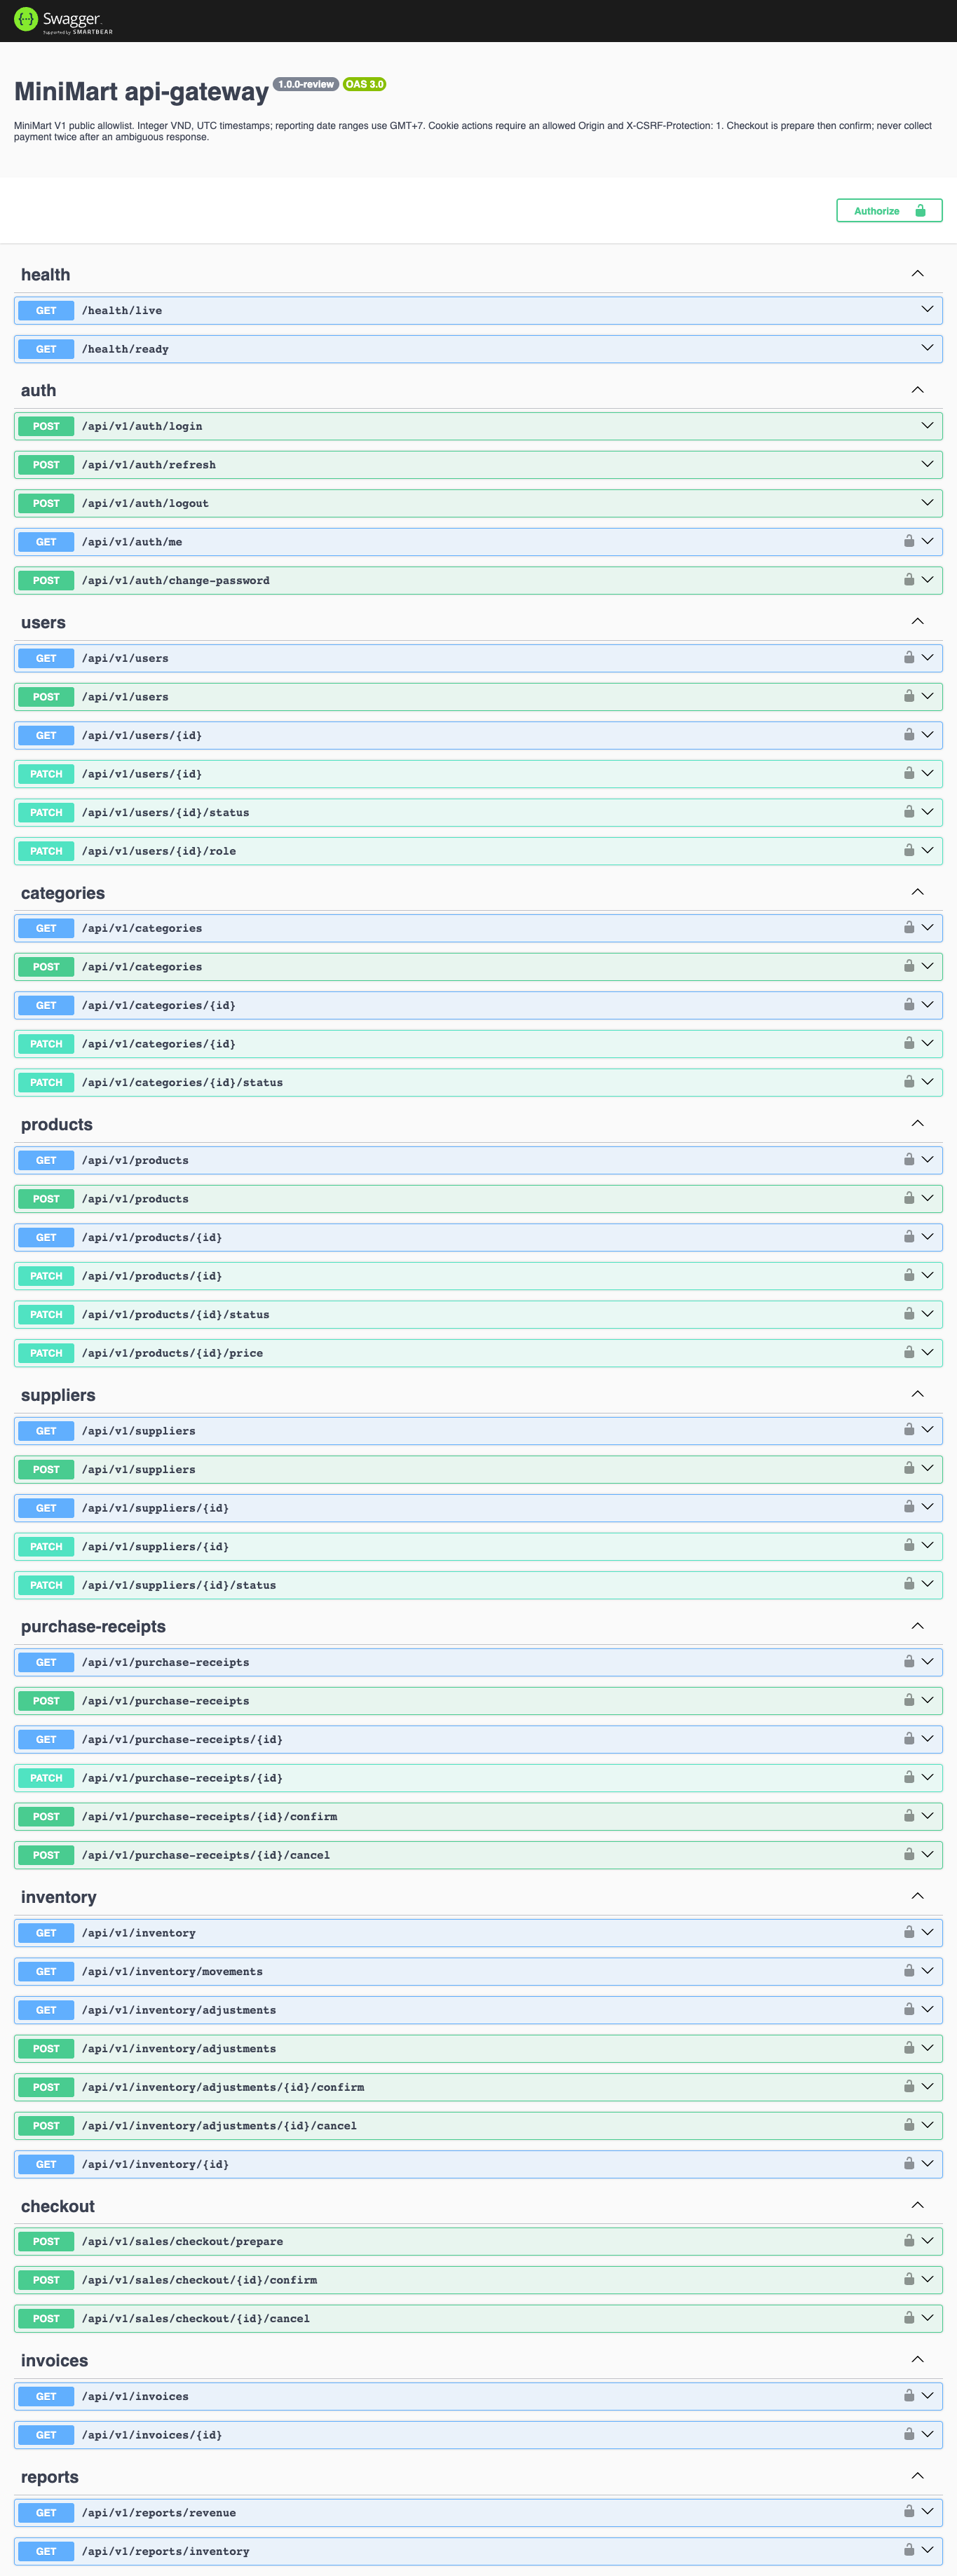 Swagger.
Supported by SMARTBEAR
MiniMart api-gateway 1.0.0-review OAS 3.0
MiniMart V1 public allowlist. Integer VND, UTC timestamps; reporting date ranges use GMT+7. Cookie actions require an allowed Origin and X-CSRF-Protection: 1. Checkout is prepare then confirm; never collect
payment twice after an ambiguous response.
Authorize
health
GET /health/live
GET /health/ready
auth
POST /api/v1/auth/login
POST /api/v1/auth/refresh
POST /api/v1/auth/logout
GET /api/v1/auth/me
POST /api/v1/auth/change-password
users
GET /api/v1/users
POST /api/v1/users
GET /api/v1/users/{id}
PATCH /api/v1/users/{id}
PATCH /api/v1/users/{id}/status
PATCH /api/v1/users/{id}/role
categories
GET /api/v1/categories
POST /api/v1/categories
GET /api/v1/categories/{id}
PATCH /api/v1/categories/{id}
PATCH /api/v1/categories/{id}/status
products
GET /api/v1/products
POST /api/v1/products
GET /api/v1/products/{id}
PATCH /api/v1/products/{id}
PATCH /api/v1/products/{id}/status
PATCH /api/v1/products/{id}/price
suppliers
GET /api/v1/suppliers
POST /api/v1/suppliers
GET /api/v1/suppliers/{id}
PATCH /api/v1/suppliers/{id}
PATCH /api/v1/suppliers/{id}/status
purchase-receipts
GET /api/v1/purchase-receipts
POST /api/v1/purchase-receipts
GET /api/v1/purchase-receipts/{id}
PATCH /api/v1/purchase-receipts/{id}
POST /api/v1/purchase-receipts/{id}/confirm
POST /api/v1/purchase-receipts/{id}/cancel
inventory
GET /api/v1/inventory
GET /api/v1/inventory/movements
GET /api/v1/inventory/adjustments
POST /api/v1/inventory/adjustments
POST /api/v1/inventory/adjustments/{id}/confirm
POST /api/v1/inventory/adjustments/{id}/cancel
GET /api/v1/inventory/{id}
checkout
POST /api/v1/sales/checkout/prepare
POST /api/v1/sales/checkout/{id}/confirm
POST /api/v1/sales/checkout/{id}/cancel
invoices
GET /api/v1/invoices
GET /api/v1/invoices/{id}
reports
GET /api/v1/reports/revenue
GET /api/v1/reports/inventory